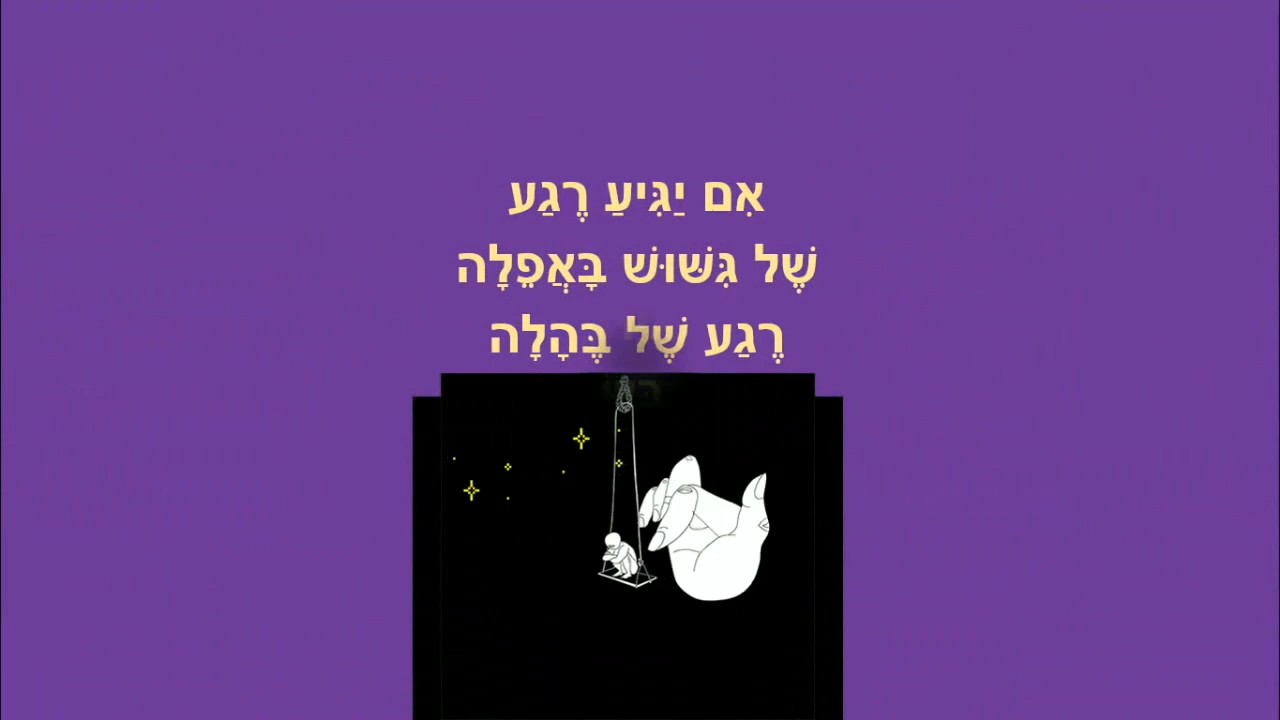 אִם יַגִּיעַ רֶגַע
שֶׁל גִּשּׁוּשׁ בָּאֲפֵלָה
רֶגַע שֶׁל בֶּהָלָה